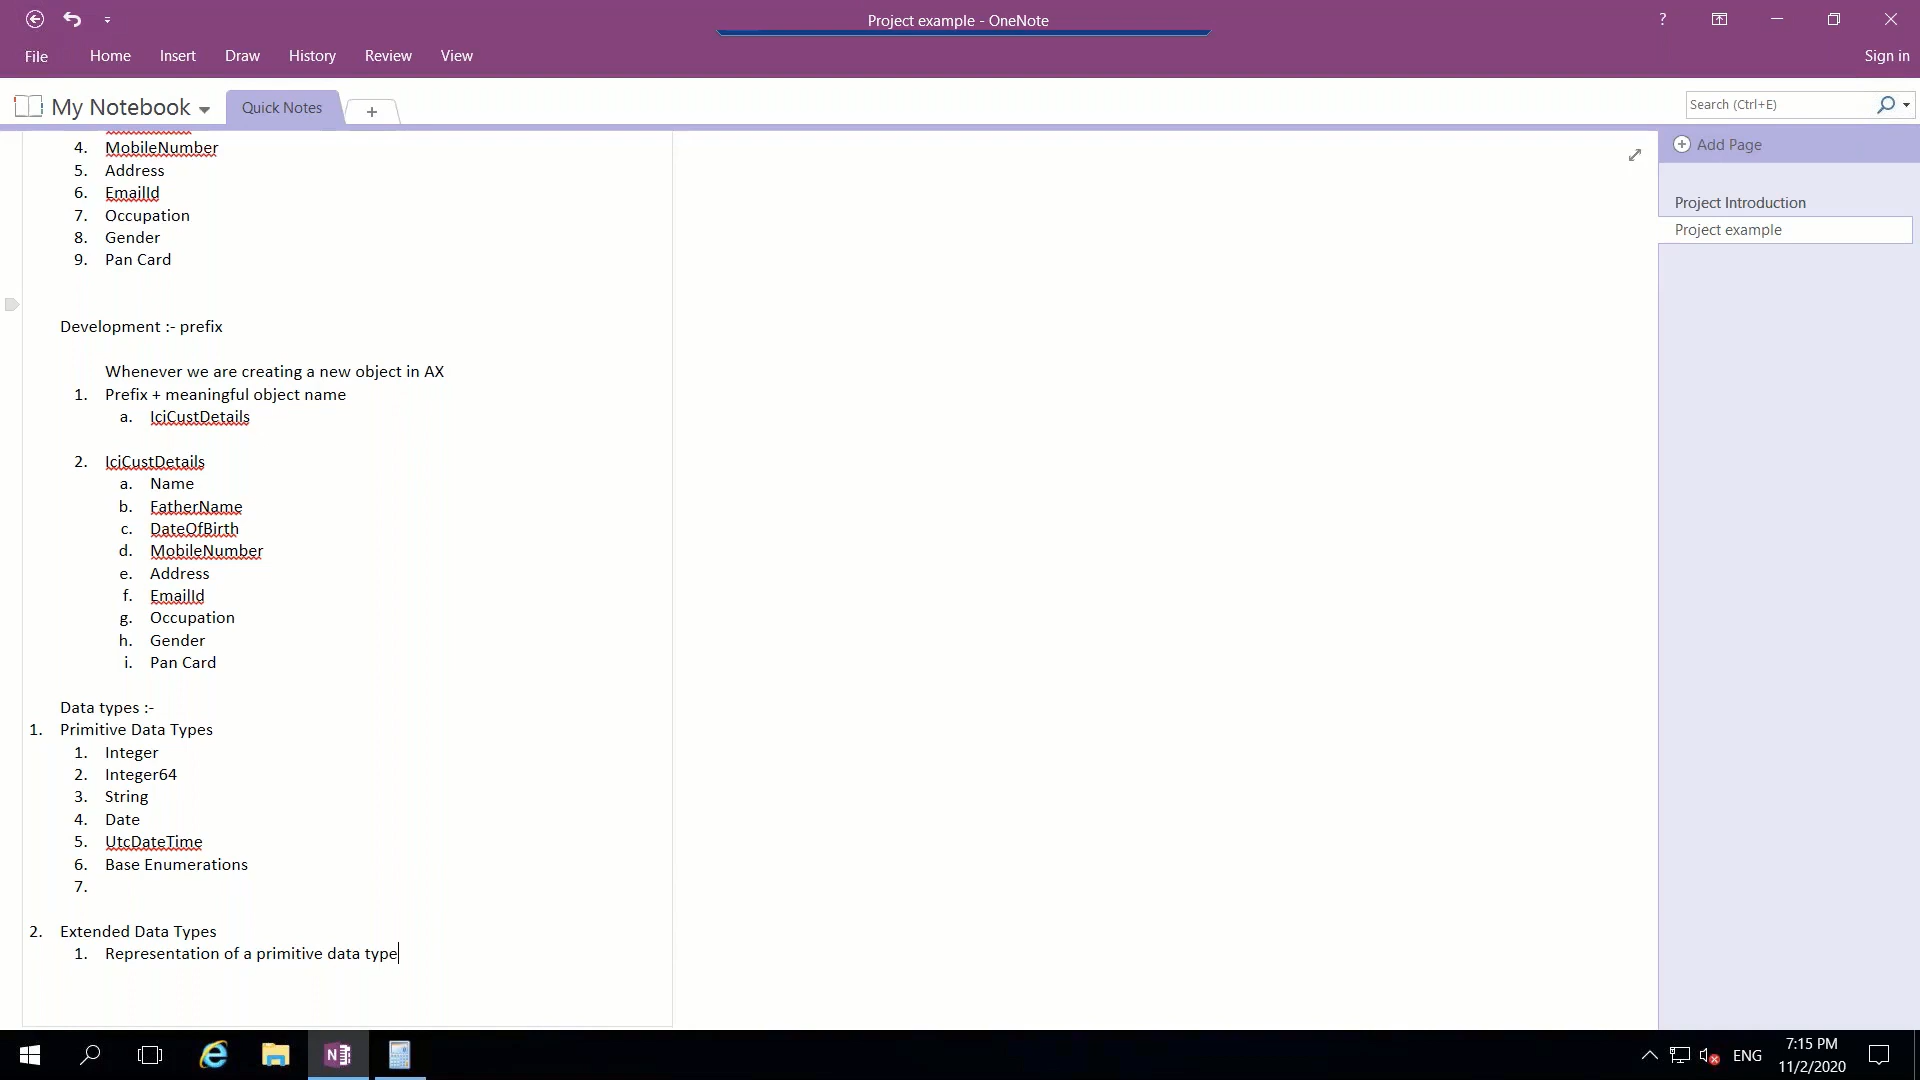 Project example - OneNote
?
File
Home
Insert
Draw
History
Review
View
Sign in
My Notebook
Quick Notes
+
Search (Ctrl+E)
Add Page
Project Introduction
Project example
4. MobileNumber
5. Address
6. EmailId
7. Occupation
8. Gender
9. Pan Card
Development :- prefix
Whenever we are creating a new object in AX
1. Prefix + meaningful object name
a. IciCustDetails
2. IciCustDetails
a. Name
b. FatherName
c. DateOfBirth
d. MobileNumber
e. Address
f. EmailId
g. Occupation
h. Gender
i. Pan Card
Data types :-
1. Primitive Data Types
1. Integer
2. Integer64
3. String
4. Date
5. UtcDateTime
6. Base Enumerations
7.
2. Extended Data Types
1. Representation of a primitive data type
N
ENG
7:15 PM
11/2/2020